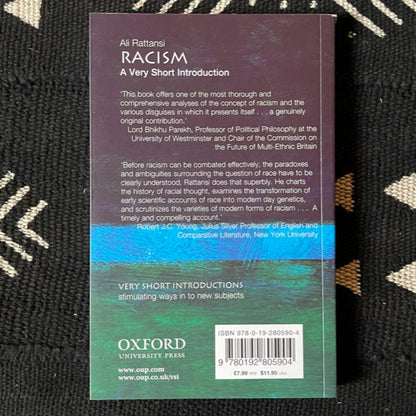 Ali Rattansi
RACISM
A Very Short Introduction
'This book offers one of the most thorough and
comprehensive analyses of the concept of racism and the
various disguises in which it presents itself . . . a genuinely
original contribution.'
Lord Bhikhu Parekh, Professor of Political Philosophy at the
University of Westminster and Chair of the Commission on
the Future of Multi-Ethnic Britain
'Before racism can be combated effectively, the paradoxes
and ambiguities surrounding the question of race have to be
clearly understood. Rattansi does that superbly. He charts
the history of racial thought, examines the transformation of
early scientific accounts of race into modern day genetics,
and scrutinizes the varieties of modern forms of racism . . . A
timely and compelling account.'
Robert J.C. Young, Julius Silver Professor of English and
Comparative Literature, New York University
VERY SHORT INTRODUCTIONS
stimulating ways in to new subjects
OXFORD
UNIVERSITY PRESS
www.oup.com
www.oup.co.uk/vsi
ISBN 978-0-19-280590-4
9 780192 805904
£7.99 RRP $11.95 USA